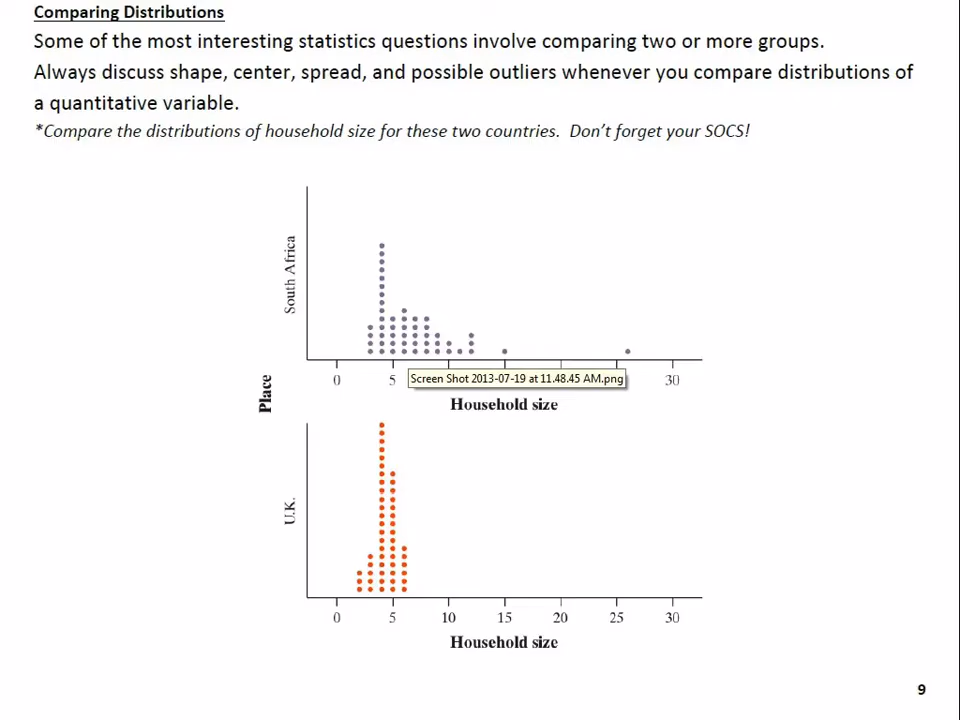 Comparing Distributions
Some of the most interesting statistics questions involve comparing two or more groups.
Always discuss shape, center, spread, and possible outliers whenever you compare distributions of
a quantitative variable.
*Compare the distributions of household size for these two countries.  Don't forget your SOCS!
South Africa
0 5 30
Screen Shot 2013-07-19 at 11.48.45 AM.png
Household size
Place
U.K.
0 5 10 15 20 25 30
Household size
9